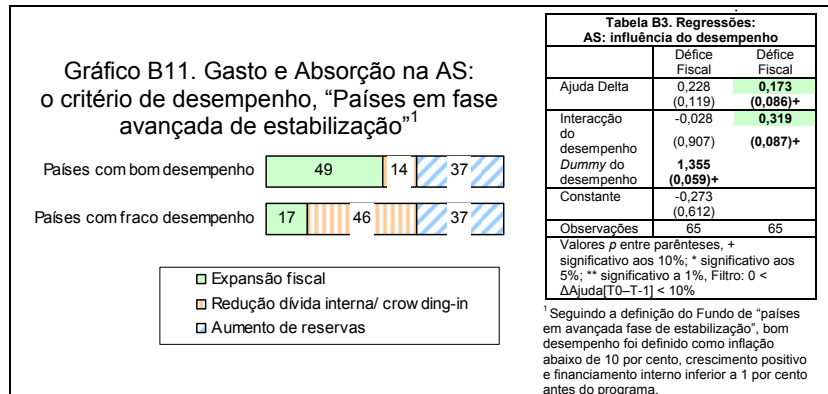 Gráfico B11. Gasto e Absorção na AS:
o critério de desempenho, “Países em fase
avançada de estabilização”¹
Países com bom desempenho 49 14 37
Países com fraco desempenho 17 46 37
Expansão fiscal
Redução dívida interna/ crowding-in
Aumento de reservas
Tabela B3. Regressões:
AS: influência do desempenho
Défice Défice
Fiscal Fiscal
Ajuda Delta 0,228 0,173
(0,119) (0,086)+
Interacção -0,028 0,319
do
desempenho (0,907) (0,087)+
Dummy do 1,355
desempenho (0,059)+
Constante -0,273
(0,612)
Observações 65 65
Valores p entre parênteses, +
significativo aos 10%; * significativo aos
5%; ** significativo a 1%, Filtro: 0 <
ΔAjuda[T0–T-1] < 10%
¹ Seguindo a definição do Fundo de “países
em avançada fase de estabilização”, bom
desempenho foi definido como inflação
abaixo de 10 por cento, crescimento positivo
e financiamento interno inferior a 1 por cento
antes do programa.